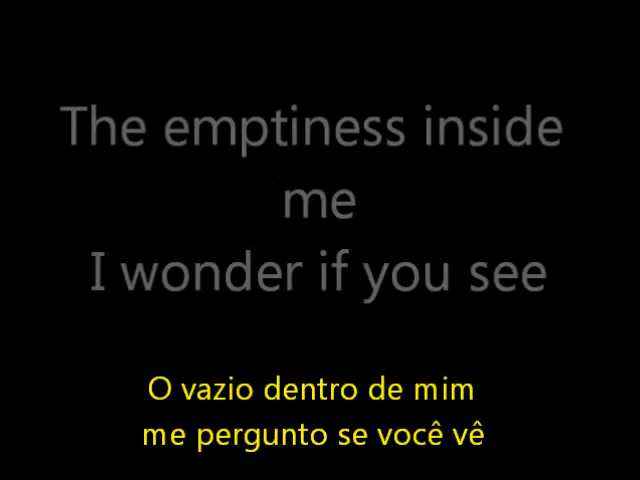 The emptiness inside
me
I wonder if you see
O vazio dentro de mim
me pergunto se você vê